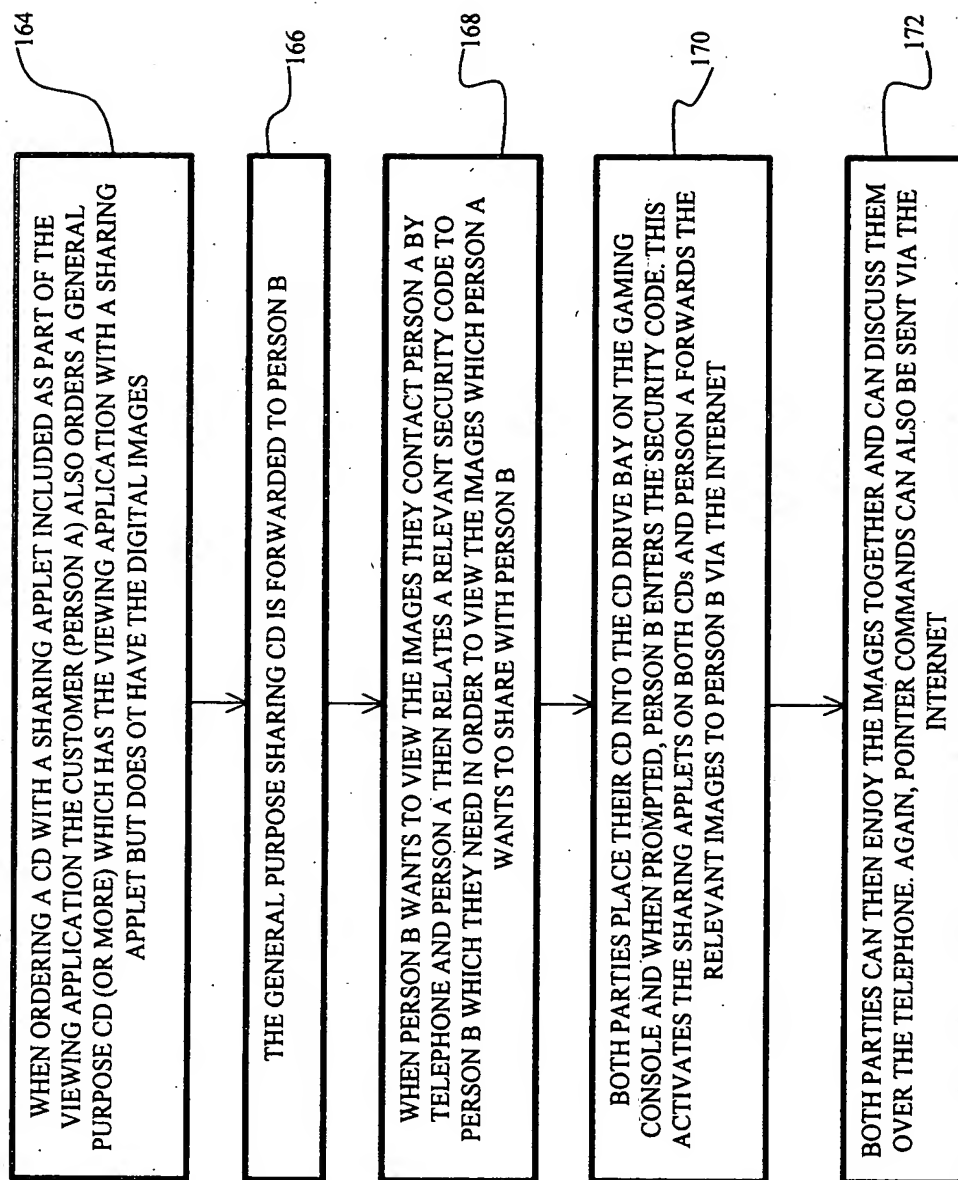 WHEN ORDERING A CD WITH A SHARING APPLET INCLUDED AS PART OF THE
VIEWING APPLICATION THE CUSTOMER (PERSON A) ALSO ORDERS A GENERAL
PURPOSE CD (OR MORE) WHICH HAS THE VIEWING APPLICATION WITH A SHARING
APPLET BUT DOES OT HAVE THE DIGITAL IMAGES
164
THE GENERAL PURPOSE SHARING CD IS FORWARDED TO PERSON B
166
WHEN PERSON B WANTS TO VIEW THE IMAGES THEY CONTACT PERSON A BY
TELEPHONE AND PERSON A THEN RELATES A RELEVANT SECURITY CODE TO
PERSON B WHICH THEY NEED IN ORDER TO VIEW THE IMAGES WHICH PERSON A
WANTS TO SHARE WITH PERSON B
168
BOTH PARTIES PLACE THEIR CD INTO THE CD DRIVE BAY ON THE GAMING
CONSOLE AND WHEN PROMPTED, PERSON B ENTERS THE SECURITY CODE. THIS
ACTIVATES THE SHARING APPLETS ON BOTH CDs AND PERSON A FORWARDS THE
RELEVANT IMAGES TO PERSON B VIA THE INTERNET
170
BOTH PARTIES CAN THEN ENJOY THE IMAGES TOGETHER AND CAN DISCUSS THEM
OVER THE TELEPHONE. AGAIN, POINTER COMMANDS CAN ALSO BE SENT VIA THE
INTERNET
172